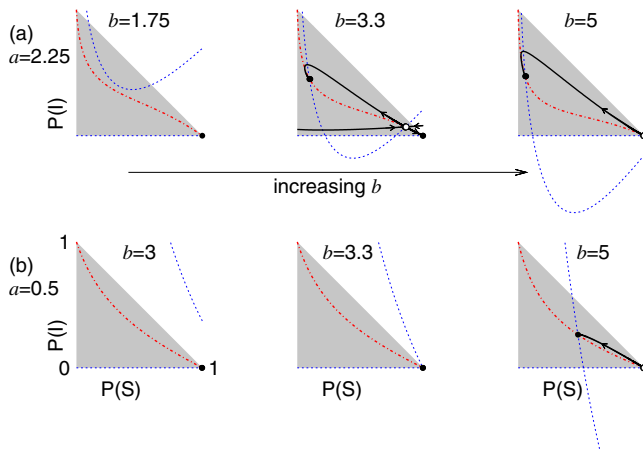 (a)
a=2.25
b=1.75
b=3.3
b=5
P(I)
increasing b
(b)
a=0.5
1
b=3
b=3.3
b=5
P(I)
0
1
P(S)
P(S)
P(S)